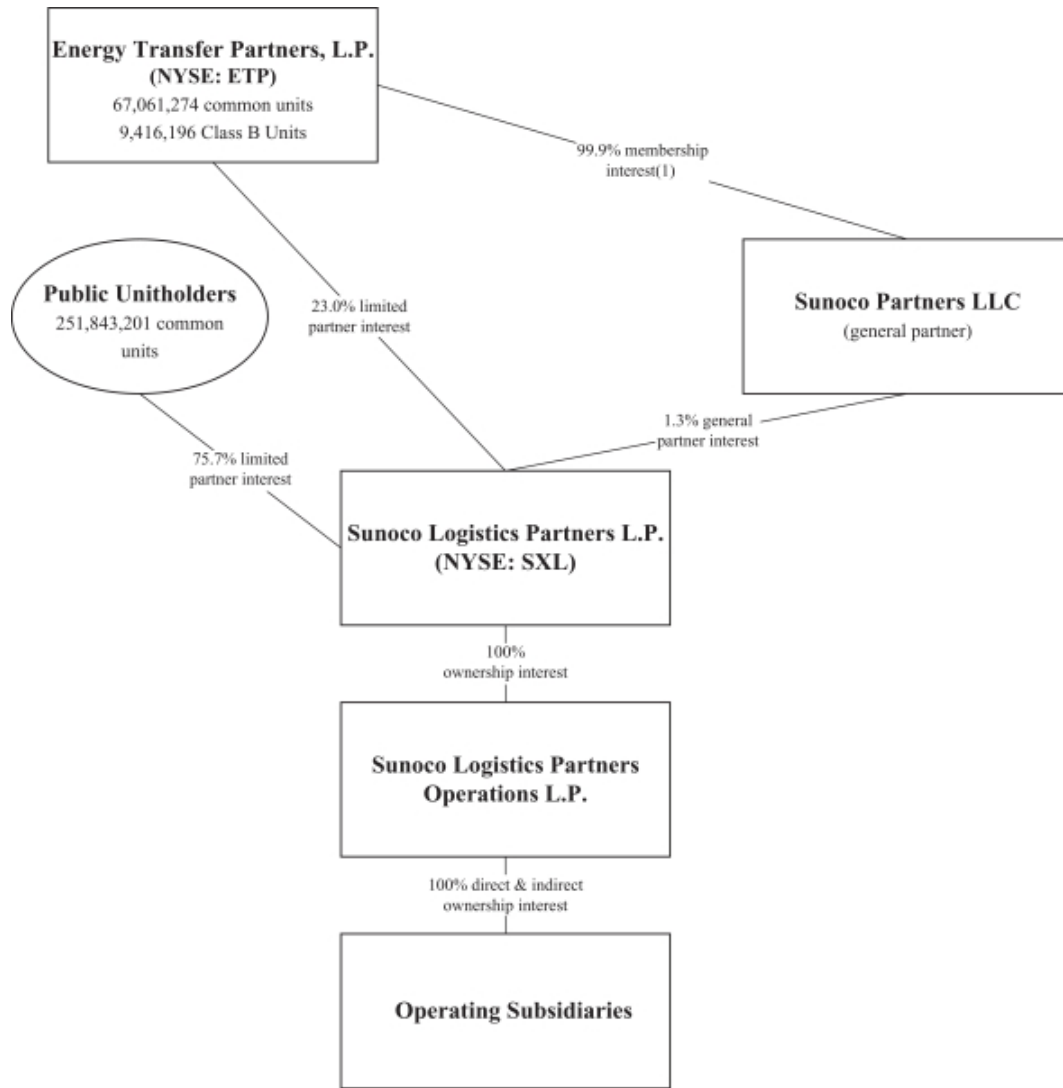 Energy Transfer Partners, L.P.
(NYSE: ETP)
67,061,274 common units
9,416,196 Class B Units
99.9% membership
interest(1)
Public Unitholders
251,843,201 common
units
23.0% limited
partner interest
Sunoco Partners LLC
(general partner)
1.3% general
partner interest
75.7% limited
partner interest
Sunoco Logistics Partners L.P.
(NYSE: SXL)
100%
ownership interest
Sunoco Logistics Partners
Operations L.P.
100% direct & indirect
ownership interest
Operating Subsidiaries